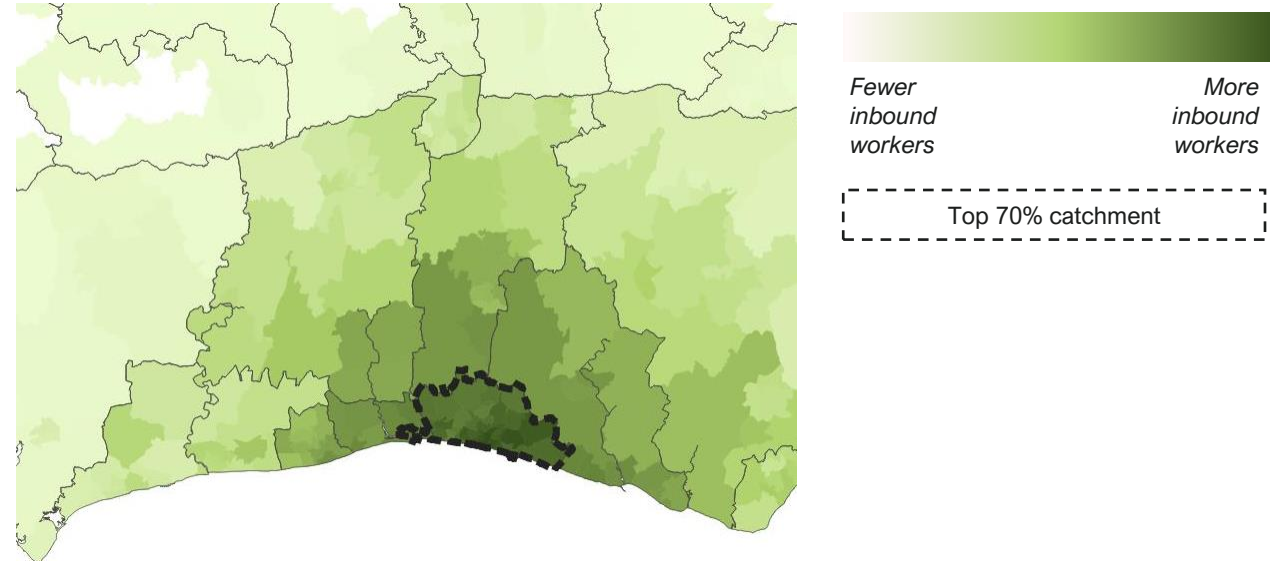 Fewer
inbound
workers
More
inbound
workers
Top 70% catchment